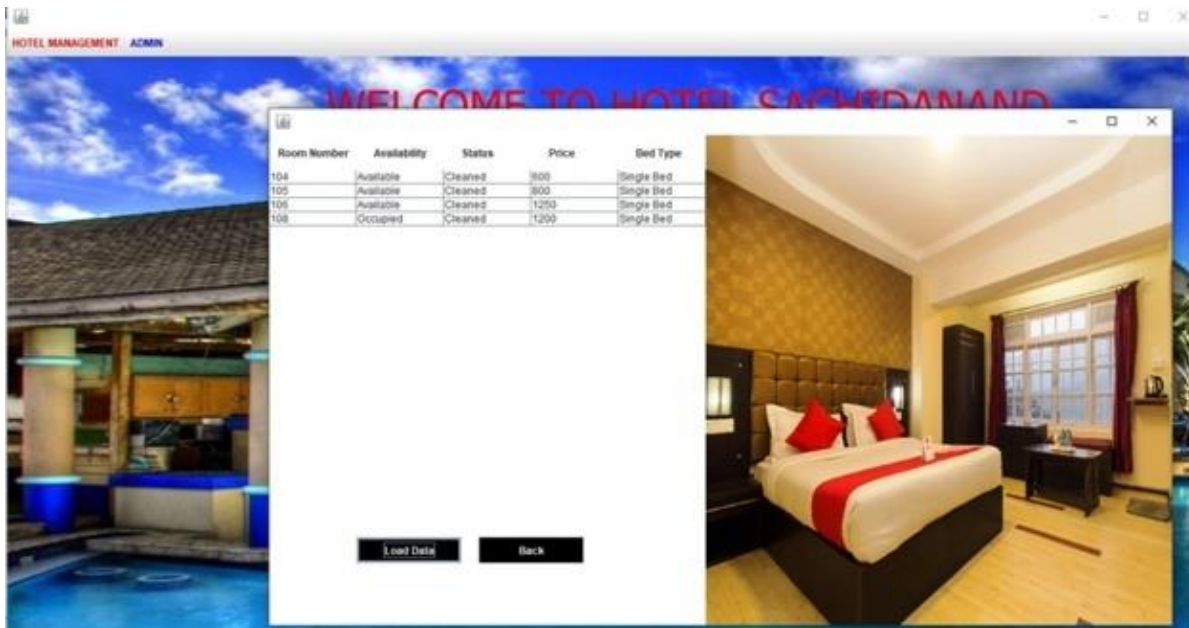 HOTEL MANAGEMENT ADMIN
WELCOME TO HOTEL SACHIDANAND
Room Number Availability Status Price Bed Type
104 Available Cleaned 600 Single Bed
105 Available Cleaned 800 Single Bed
106 Available Cleaned 1250 Single Bed
108 Occupied Cleaned 1200 Single Bed
Load Data Back